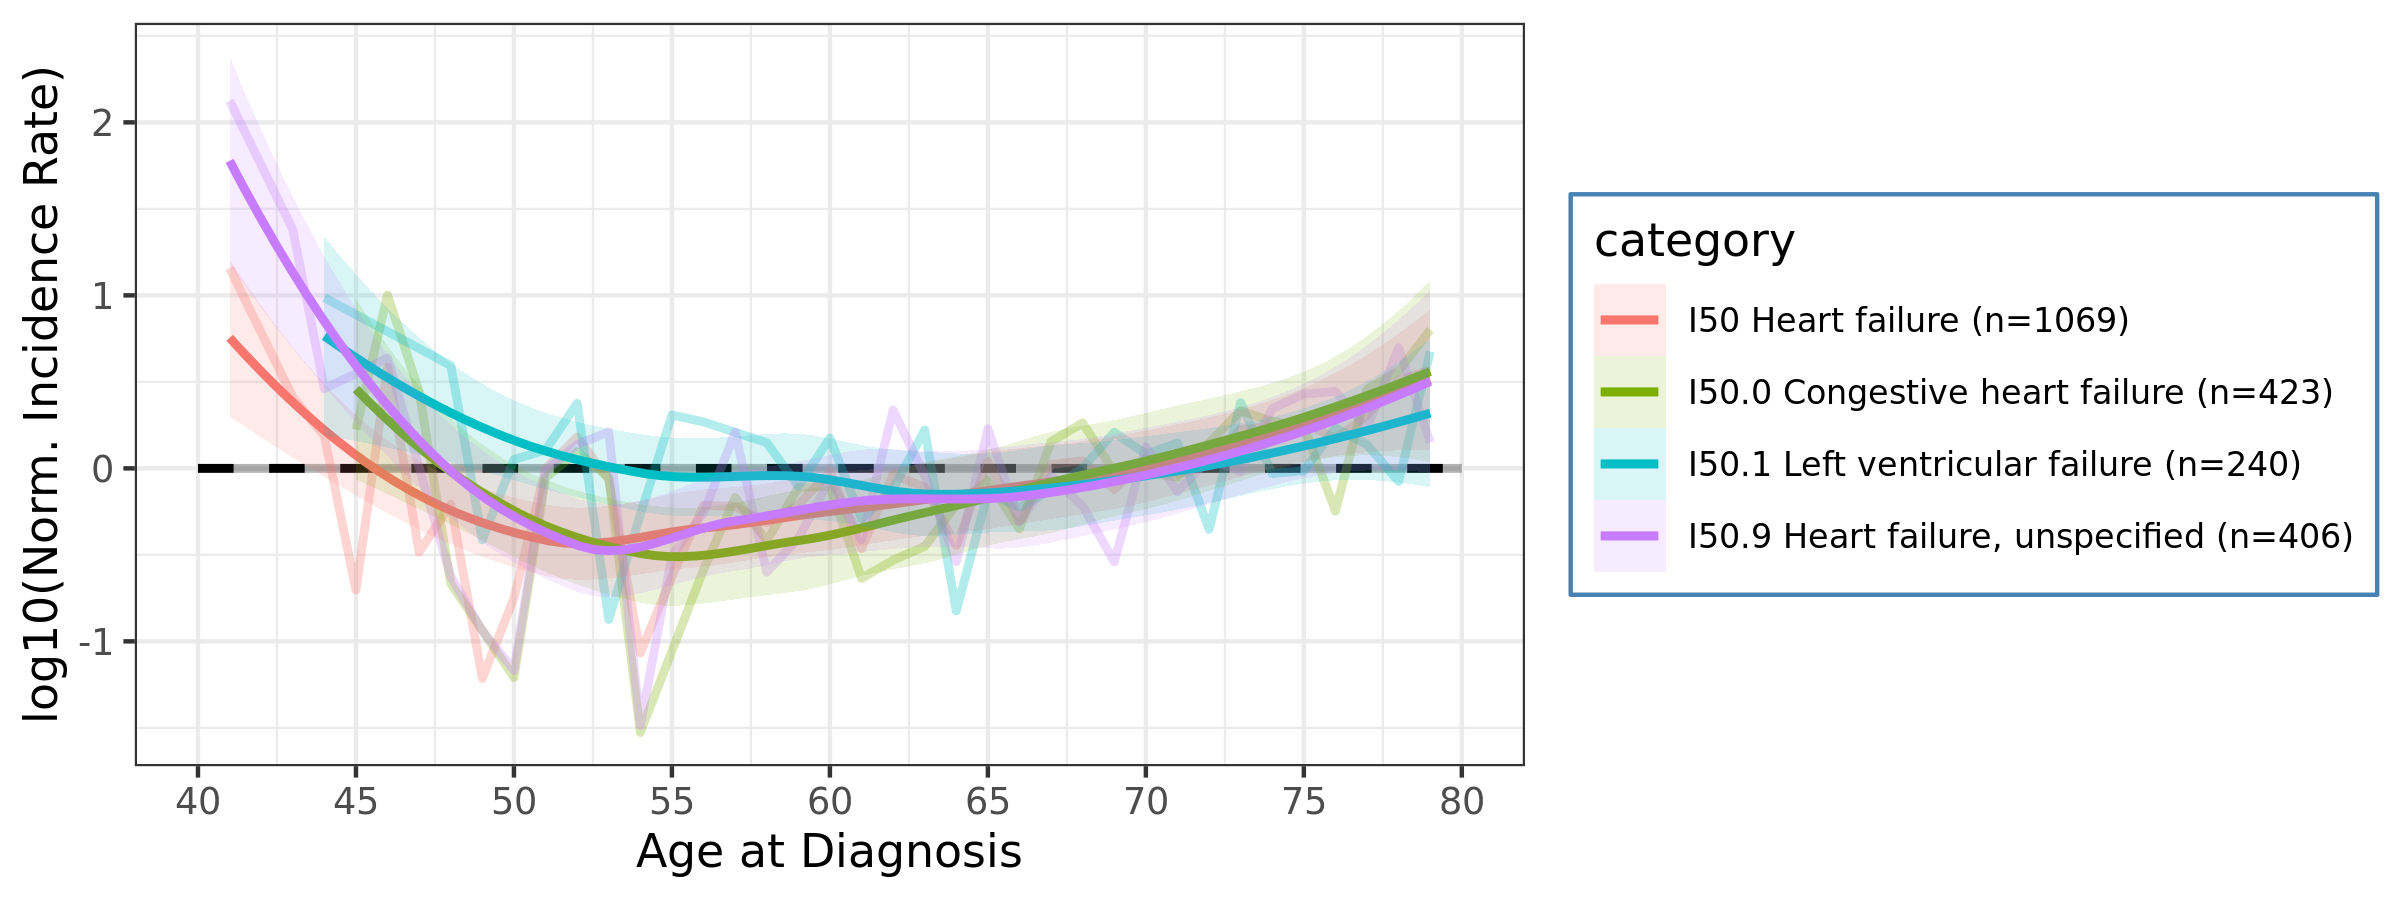 log10(Norm. Incidence Rate)
2
1
0
-1
40 45 50 55 60 65 70 75 80
Age at Diagnosis
category
I50 Heart failure (n=1069)
I50.0 Congestive heart failure (n=423)
I50.1 Left ventricular failure (n=240)
I50.9 Heart failure, unspecified (n=406)